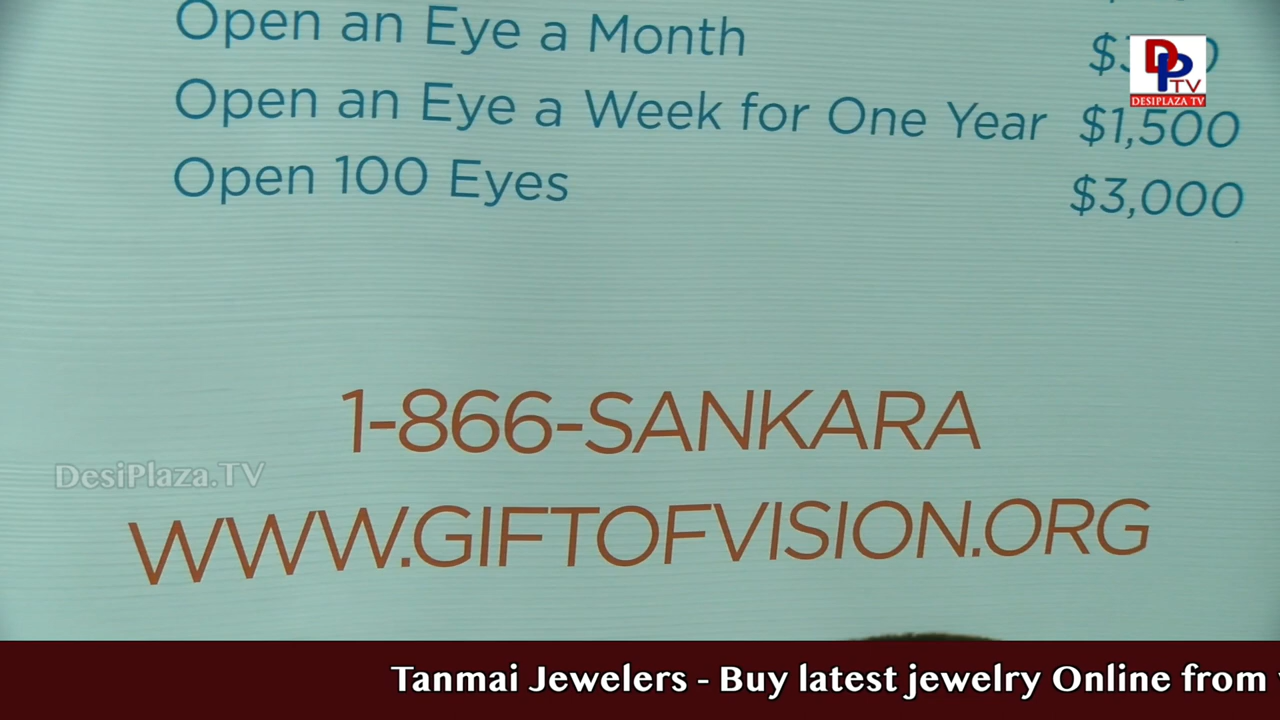 Open an Eye a Month
Open an Eye a Week for One Year $1,500
Open 100 Eyes $3,000
1-866-SANKARA
WWW.GIFTOFVISION.ORG
DP
TV
DESIPLAZA TV
DesiPlaza.TV
Tanmai Jewelers - Buy latest jewelry Online from